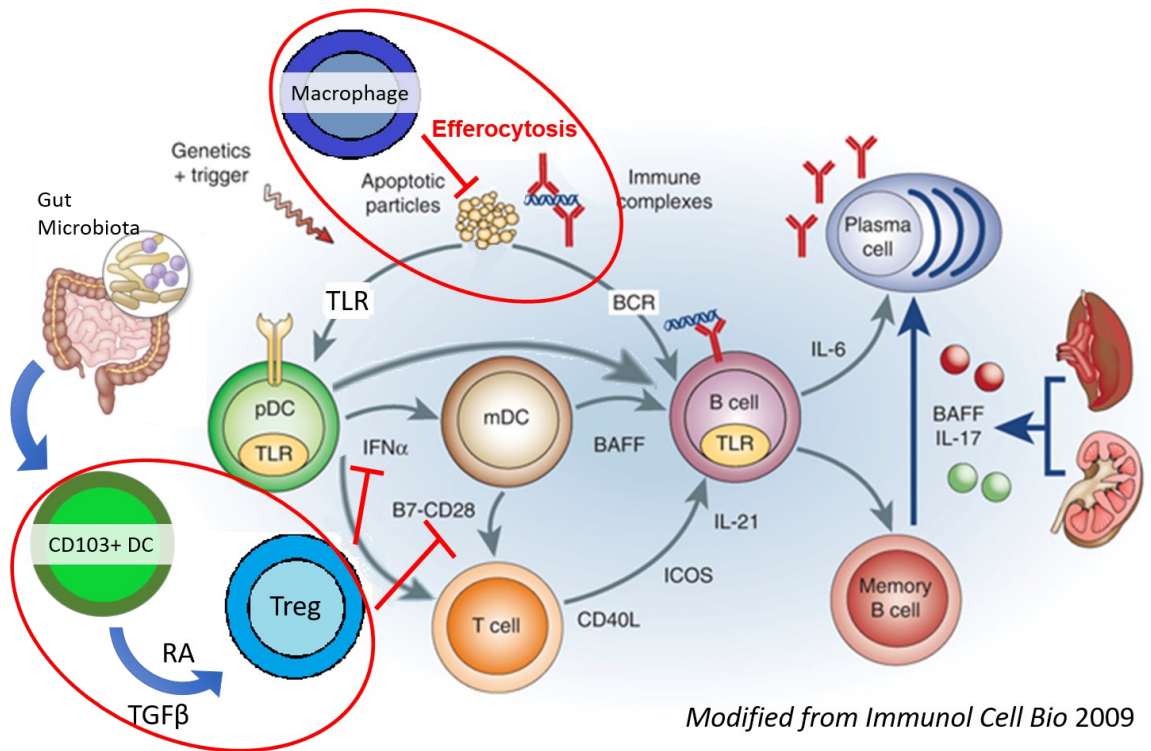 Macrophage
Efferocytosis
Genetics
+ trigger
Apoptotic
particles
Immune
complexes
Gut
Microbiota
Plasma
cell
TLR
BCR
IL-6
pDC
TLR
IFNα
mDC
BAFF
B cell
TLR
BAFF
IL-17
B7-CD28
IL-21
CD103+ DC
Treg
ICOS
T cell
CD40L
Memory
B cell
RA
TGFβ
Modified from Immunol Cell Bio 2009